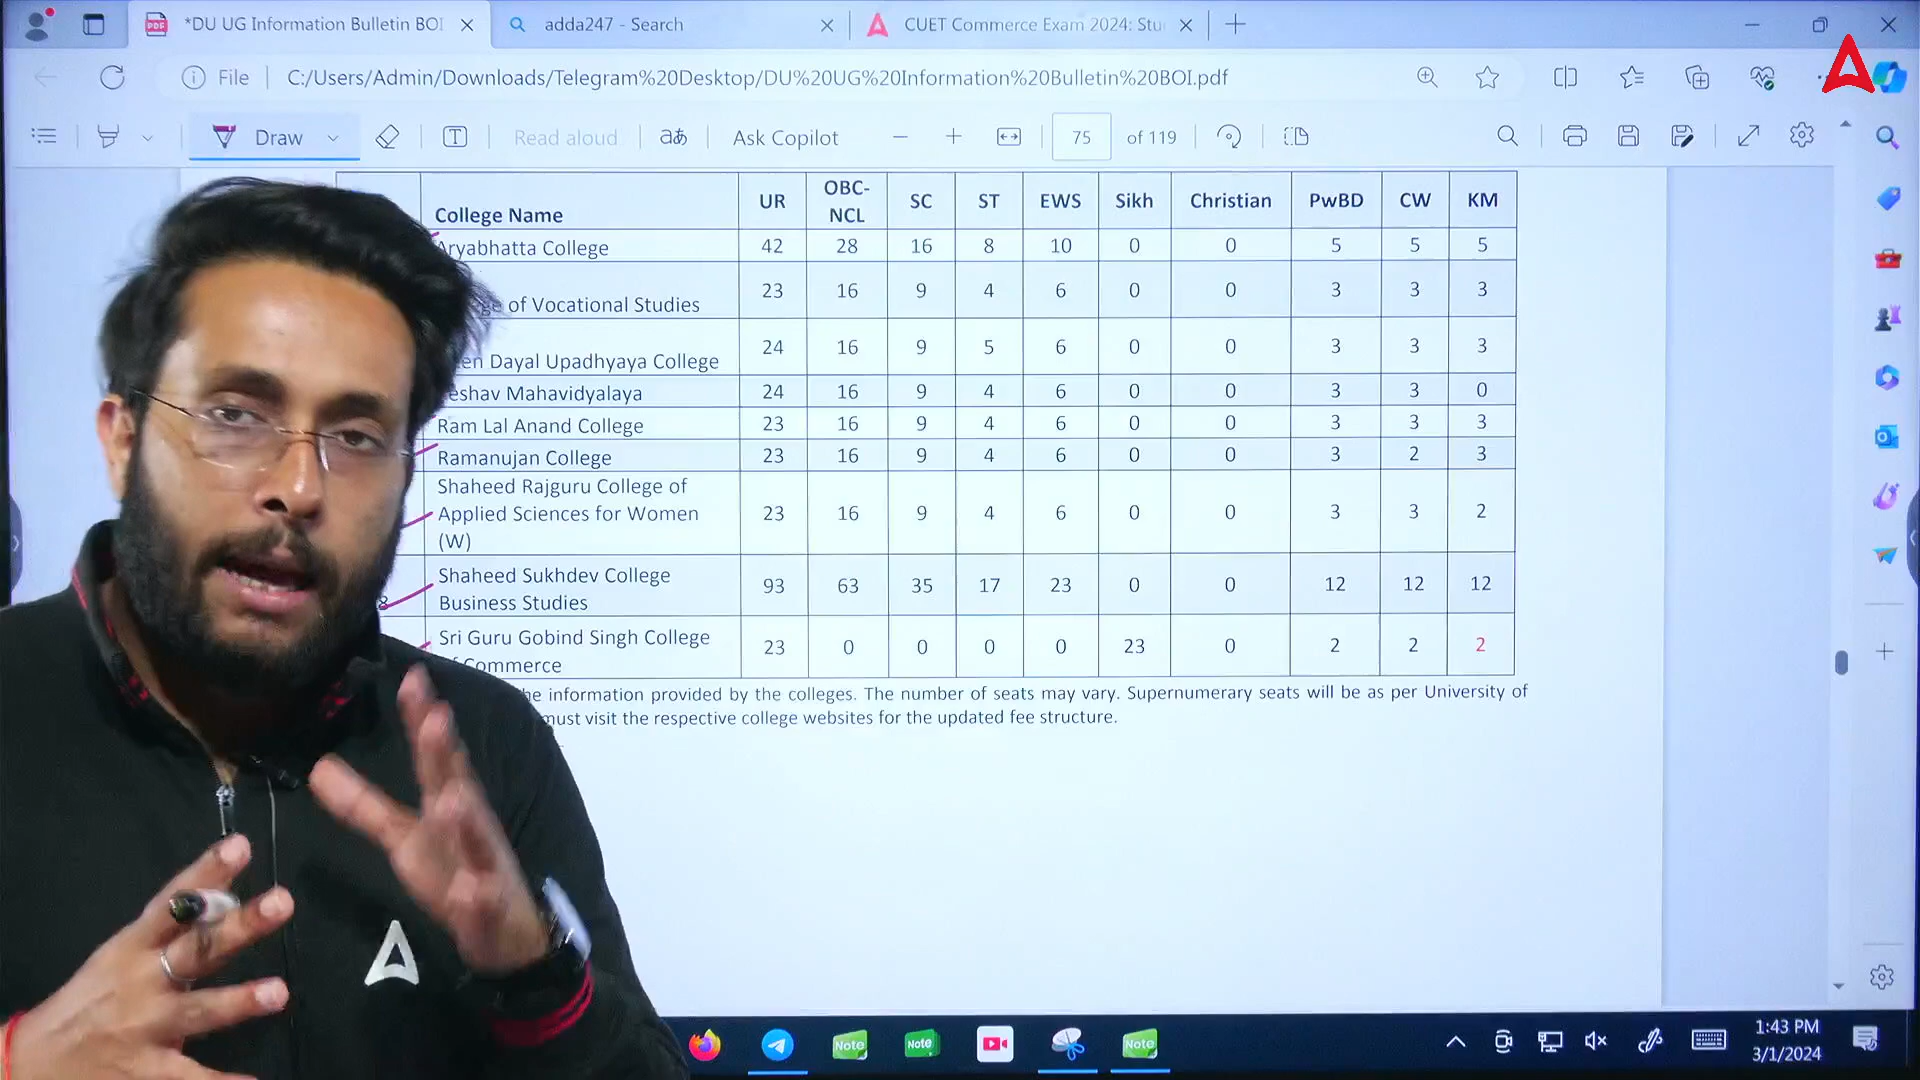 *DU UG Information Bulletin BOI
adda247 - Search
CUET Commerce Exam 2024: Stu
File
C:/Users/Admin/Downloads/Telegram%20Desktop/DU%20UG%20Information%20Bulletin%20BOI.pdf
Draw
T
Read aloud
aあ
Ask Copilot
75
of 119
College Name UR OBC-NCL SC ST EWS Sikh Christian PwBD CW KM
Aryabhatta College 42 28 16 8 10 0 0 5 5 5
ge of Vocational Studies 23 16 9 4 6 0 0 3 3 3
en Dayal Upadhyaya College 24 16 9 5 6 0 0 3 3 3
eshav Mahavidyalaya 24 16 9 4 6 0 0 3 3 0
Ram Lal Anand College 23 16 9 4 6 0 0 3 3 3
Ramanujan College 23 16 9 4 6 0 0 3 2 3
Shaheed Rajguru College of
Applied Sciences for Women 23 16 9 4 6 0 0 3 3 2
(W)
8 Shaheed Sukhdev College
Business Studies 93 63 35 17 23 0 0 12 12 12
Sri Guru Gobind Singh College
f Commerce 23 0 0 0 0 23 0 2 2 2
he information provided by the colleges. The number of seats may vary. Supernumerary seats will be as per University of
must visit the respective college websites for the updated fee structure.
Note
Note
Note
1:43 PM
3/1/2024